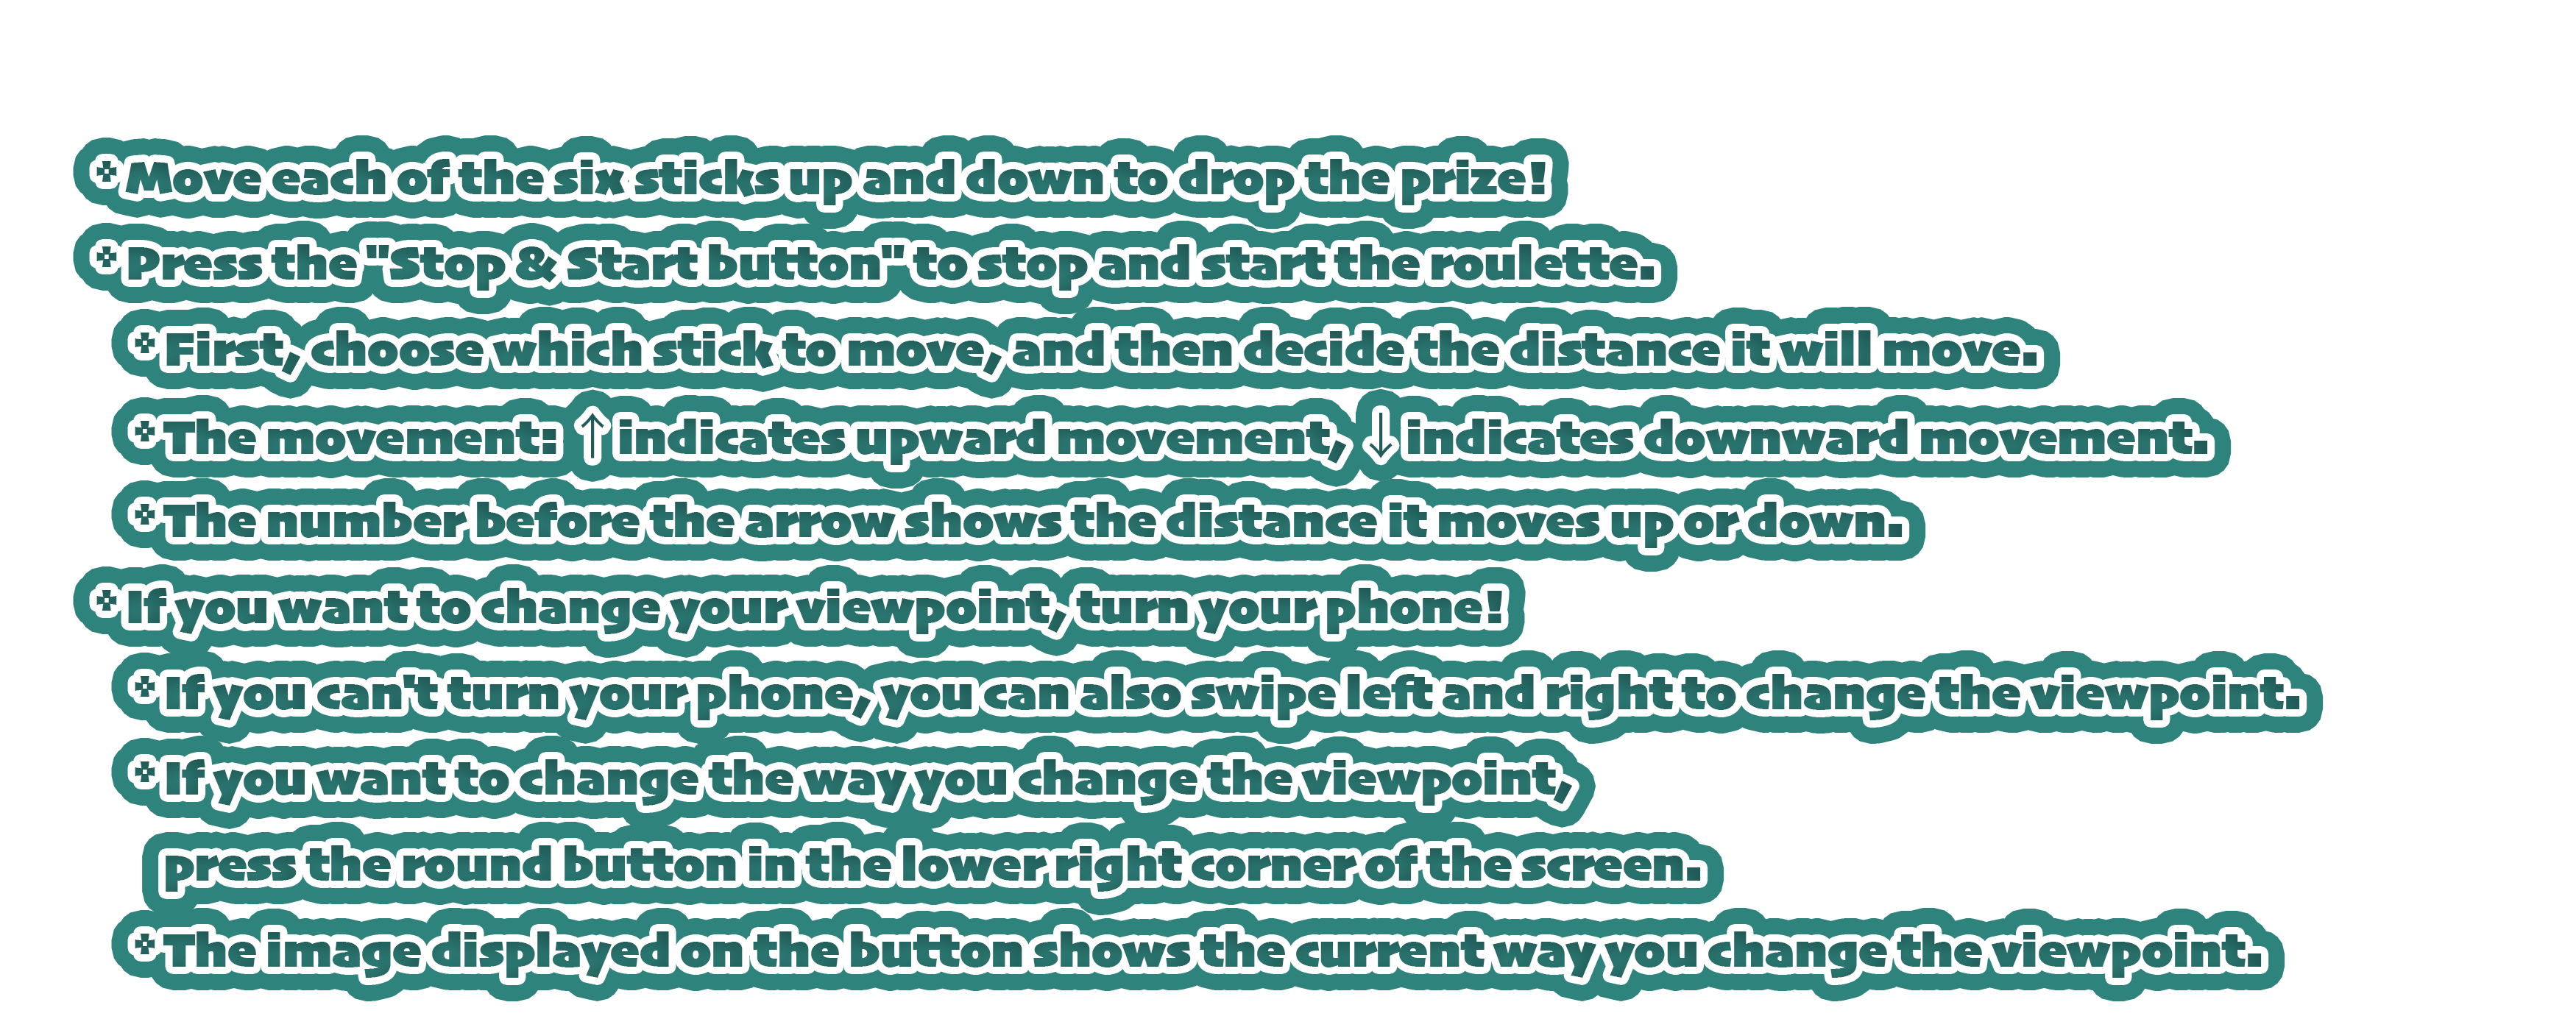 * Move each of the six sticks up and down to drop the prize!
* Press the "Stop & Start button" to stop and start the roulette.
* First, choose which stick to move, and then decide the distance it will move.
* The movement: ↑ indicates upward movement, ↓ indicates downward movement.
* The number before the arrow shows the distance it moves up or down.
* If you want to change your viewpoint, turn your phone!
* If you can't turn your phone, you can also swipe left and right to change the viewpoint.
* If you want to change the way you change the viewpoint,
press the round button in the lower right corner of the screen.
* The image displayed on the button shows the current way you change the viewpoint.